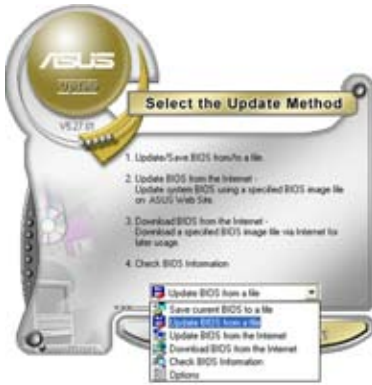 ASUS
Update
Select the Update Method
1. Update/Save BIOS from/to a file.
2. Update BIOS from the Internet -
Update system BIOS using a specified BIOS image file
on ASUS Web Site.
3. Download BIOS from the Internet -
Download a specified BIOS image file via Internet for
later usage.
4. Check BIOS Information
Update BIOS from a file
Save current BIOS to a file
Update BIOS from a file
Update BIOS from the Internet
Download BIOS from the Internet
Check BIOS Information
Options